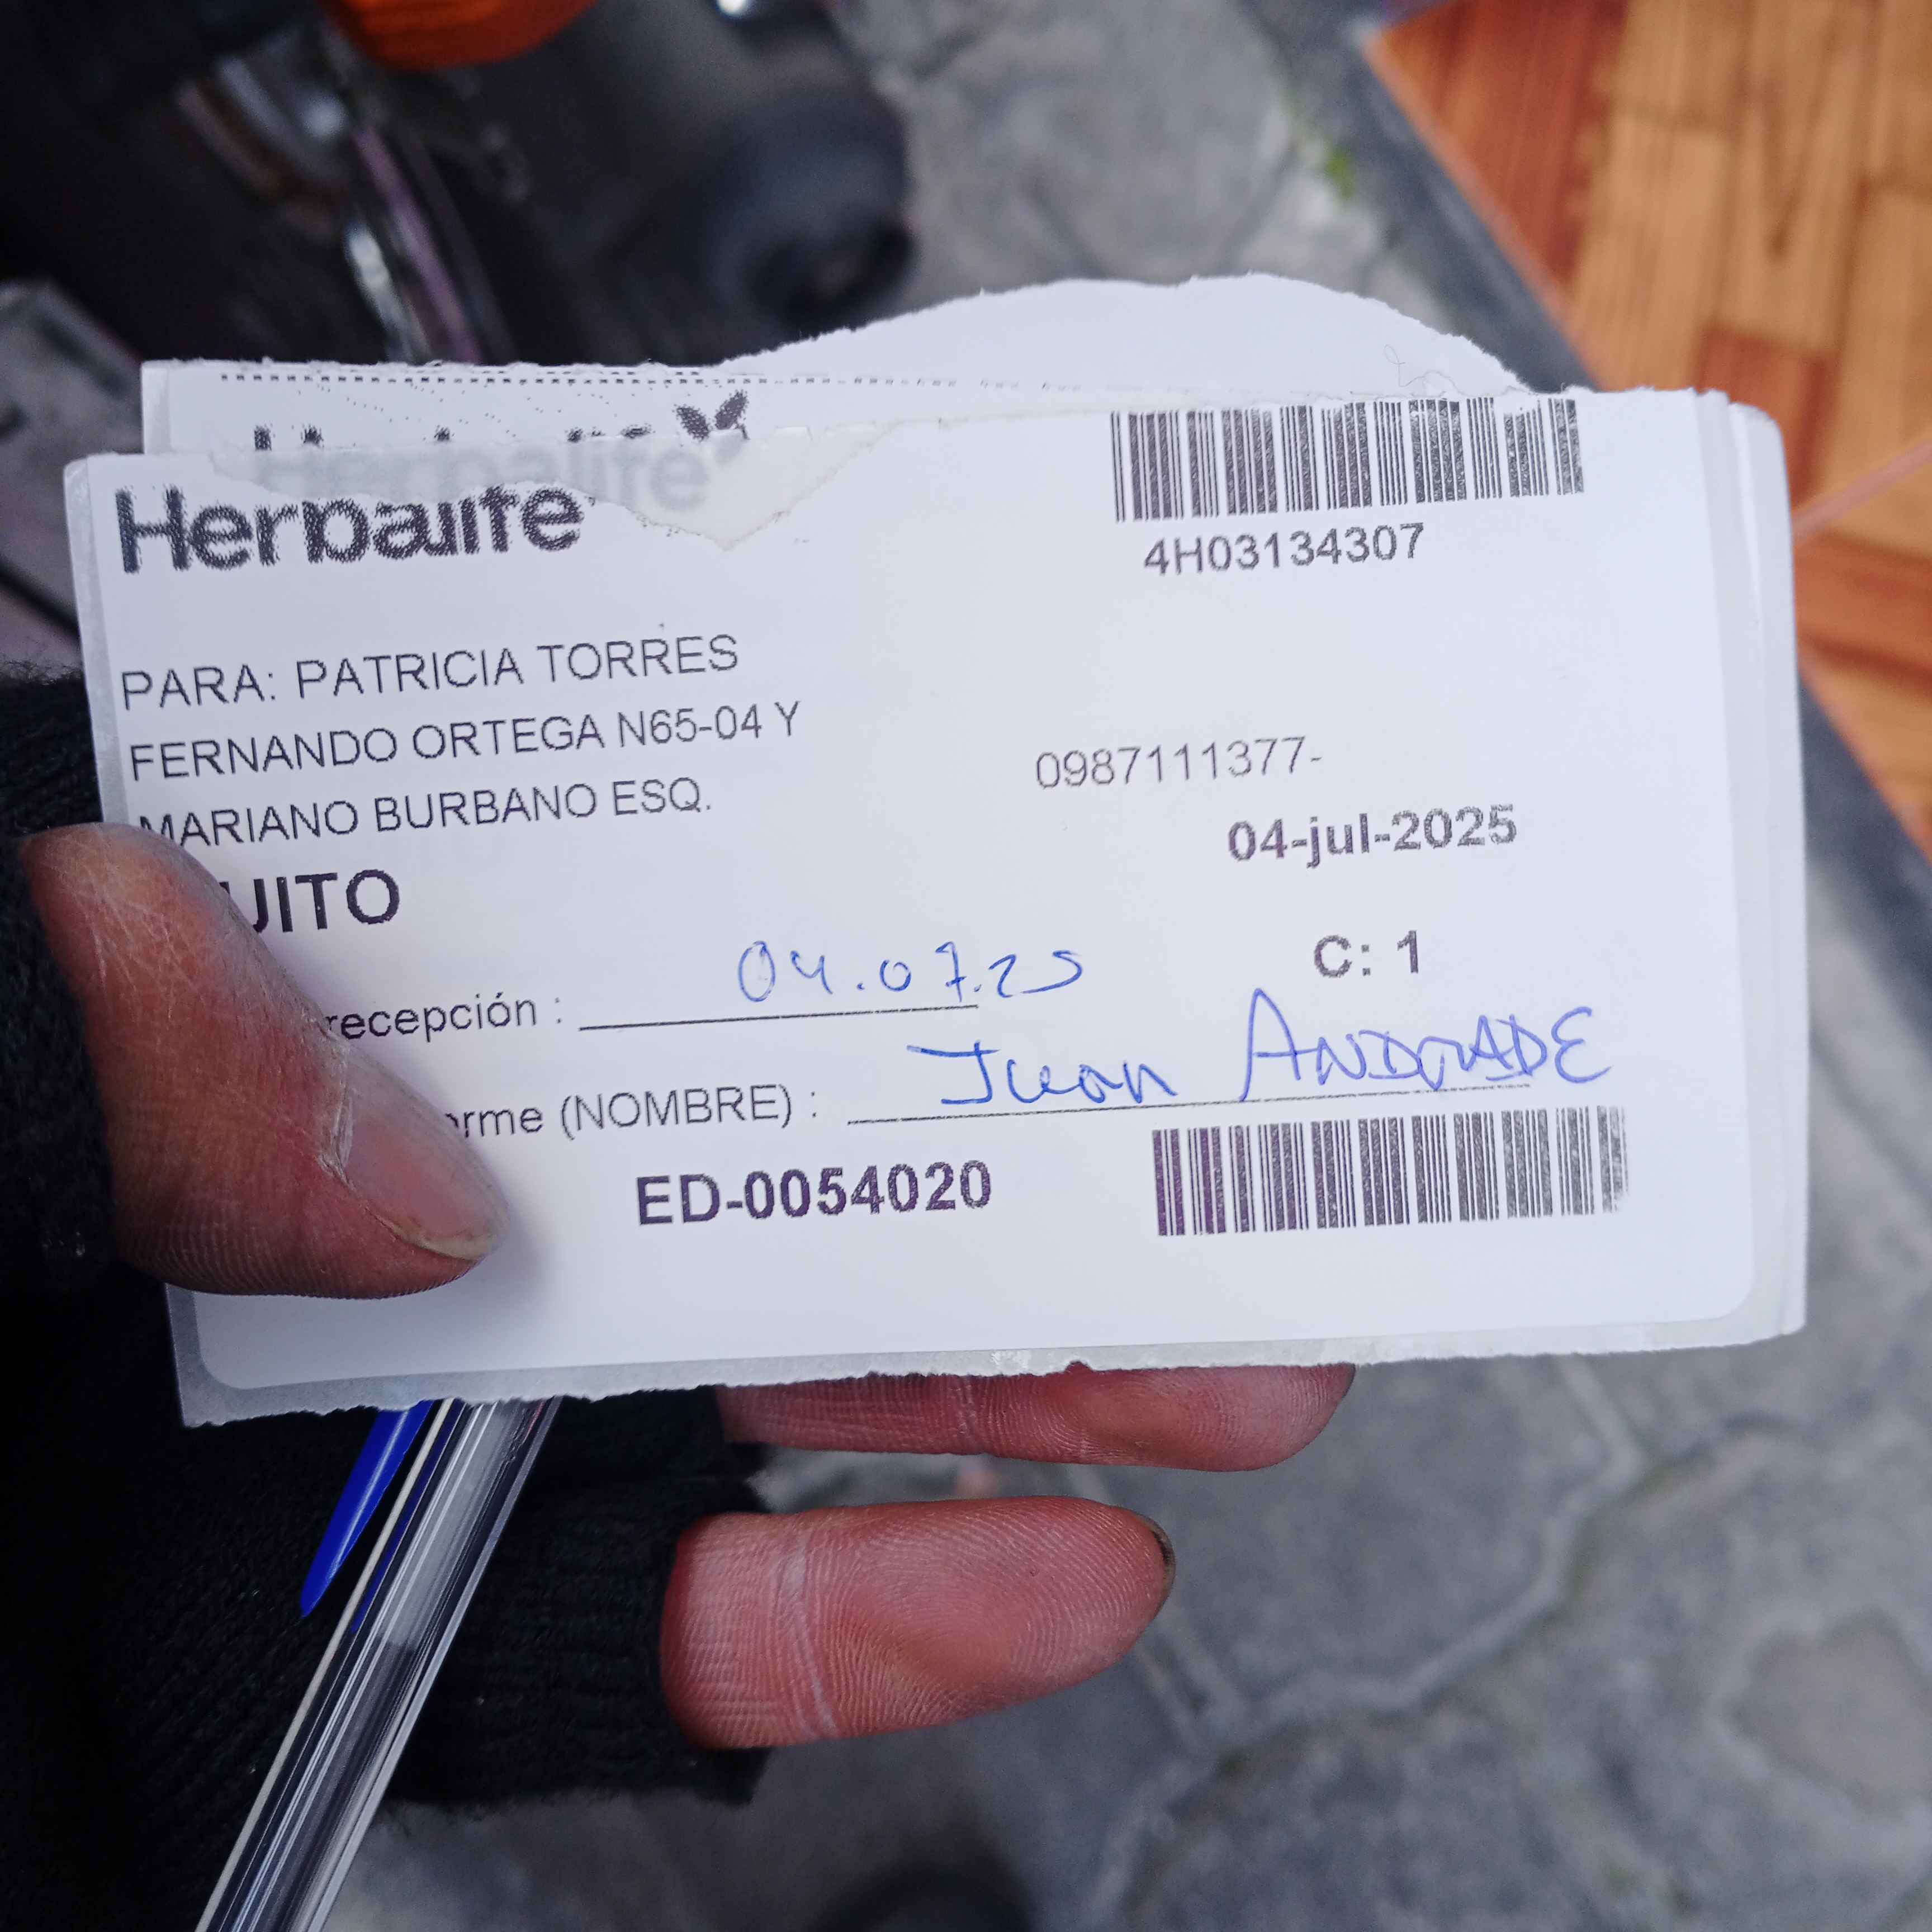 Herbalife
4H03134307
PARA: PATRICIA TORRES
FERNANDO ORTEGA N65-04 Y
MARIANO BURBANO ESQ.
0987111377-
04-jul-2025
UITO
C: 1
recepción : 04.07.25
orme (NOMBRE) : Juan ANDRADE
ED-0054020